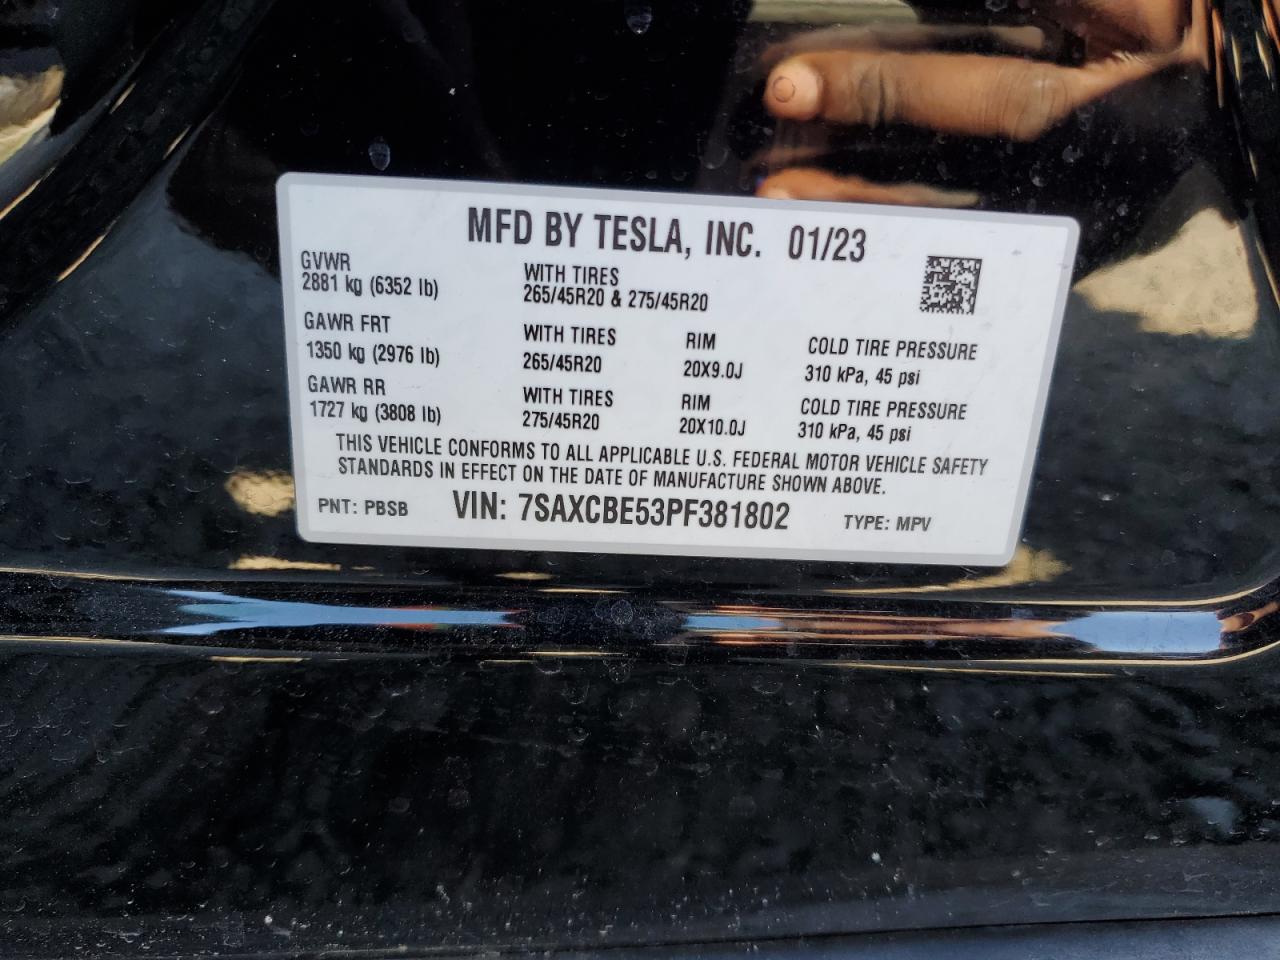 MFD BY TESLA, INC. 01/23
GVWR
2881 kg (6352 lb)
WITH TIRES
265/45R20 & 275/45R20
GAWR FRT
1350 kg (2976 lb)
WITH TIRES
265/45R20
RIM
20X9.0J
COLD TIRE PRESSURE
310 kPa, 45 psi
GAWR RR
1727 kg (3808 lb)
WITH TIRES
275/45R20
RIM
20X10.0J
COLD TIRE PRESSURE
310 kPa, 45 psi
THIS VEHICLE CONFORMS TO ALL APPLICABLE U.S. FEDERAL MOTOR VEHICLE SAFETY
STANDARDS IN EFFECT ON THE DATE OF MANUFACTURE SHOWN ABOVE.
PNT: PBSB VIN: 7SAXCBE53PF381802 TYPE: MPV